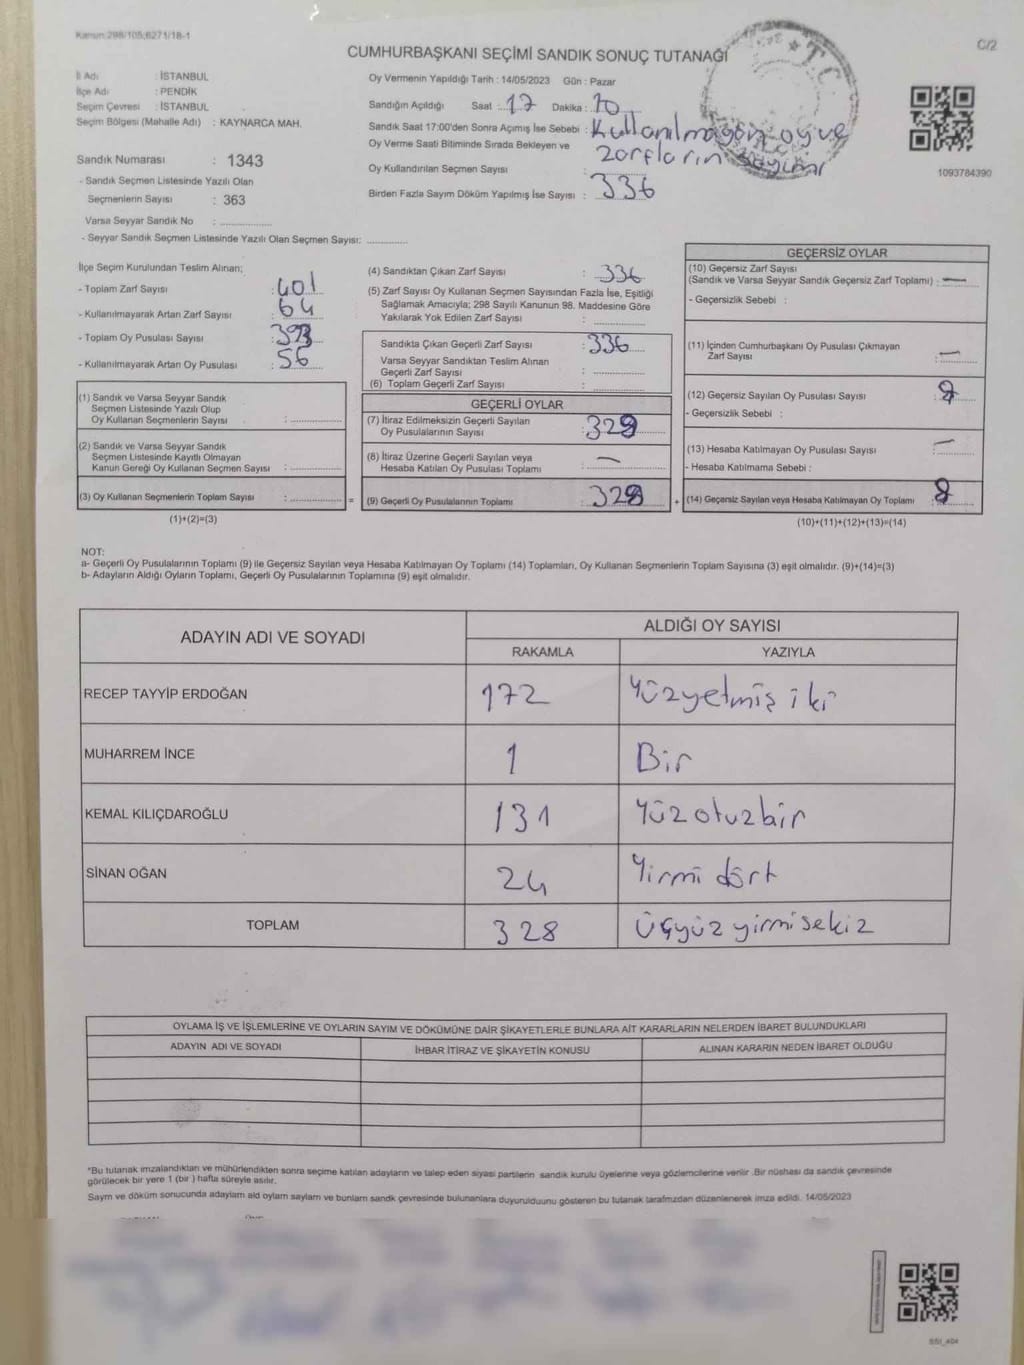 Kanun 298/105;6271/18-1
C/2
CUMHURBAŞKANI SEÇİMİ SANDIK SONUÇ TUTANAĞI
T.C.
İl Adı : İSTANBUL
İlçe Adı : PENDİK
Seçim Çevresi : İSTANBUL
Seçim Bölgesi (Mahalle Adı) : KAYNARCA MAH.
Sandık Numarası : 1343
- Sandık Seçmen Listesinde Yazılı Olan
Seçmenlerin Sayısı : 363
Varsa Seyyar Sandık No :
- Seyyar Sandık Seçmen Listesinde Yazılı Olan Seçmen Sayısı:
Oy Vermenin Yapıldığı Tarih : 14/05/2023 Gün : Pazar
Sandığın Açıldığı Saat : 17 Dakika : 10
Sandık Saat 17:00'den Sonra Açımış İse Sebebi : Kullanılmayan oy ve
zarfların sayımı
Oy Verme Saati Bitiminde Sırada Bekleyen ve
Oy Kullandırılan Seçmen Sayısı :
Birden Fazla Sayım Döküm Yapılmış İse Sayısı : 336
1093784390
İlçe Seçim Kurulundan Teslim Alınan;
- Toplam Zarf Sayısı : 401
- Kullanılmayarak Artan Zarf Sayısı : 64
- Toplam Oy Pusulası Sayısı :
- Kullanılmayarak Artan Oy Pusulası : 56
(1) Sandık ve Varsa Seyyar Sandık
Seçmen Listesinde Yazılı Olup
Oy Kullanan Seçmenlerin Sayısı :
(2) Sandık ve Varsa Seyyar Sandık
Seçmen Listesinde Kayıtlı Olmayan
Kanun Gereği Oy Kullanan Seçmen Sayısı :
(3) Oy Kullanan Seçmenlerin Toplam Sayısı :
(1)+(2)=(3)
(4) Sandıktan Çıkan Zarf Sayısı : 336
(5) Zarf Sayısı Oy Kullanan Seçmen Sayısından Fazla İse, Eşitliği
Sağlamak Amacıyla; 298 Sayılı Kanunun 98. Maddesine Göre
Yakılarak Yok Edilen Zarf Sayısı :
Sandıkta Çıkan Geçerli Zarf Sayısı : 336
Varsa Seyyar Sandıktan Teslim Alınan
Geçerli Zarf Sayısı :
(6) Toplam Geçerli Zarf Sayısı :
GEÇERLİ OYLAR
(7) İtiraz Edilmeksizin Geçerli Sayılan
Oy Pusulalarının Sayısı : 328
(8) İtiraz Üzerine Geçerli Sayılan veya
Hesaba Katılan Oy Pusulası Toplamı : —
= (9) Geçerli Oy Pusulalarının Toplamı : 328 +
GEÇERSİZ OYLAR
(10) Geçersiz Zarf Sayısı
(Sandık ve Varsa Seyyar Sandık Geçersiz Zarf Toplamı) : —
- Geçersizlik Sebebi :
(11) İçinden Cumhurbaşkanı Oy Pusulası Çıkmayan
Zarf Sayısı : —
(12) Geçersiz Sayılan Oy Pusulası Sayısı : 8
- Geçersizlik Sebebi :
(13) Hesaba Katılmayan Oy Pusulası Sayısı : —
- Hesaba Katılmama Sebebi :
(14) Geçersiz Sayılan veya Hesaba Katılmayan Oy Toplamı : 8
(10)+(11)+(12)+(13)=(14)
NOT:
a- Geçerli Oy Pusulalarının Toplamı (9) ile Geçersiz Sayılan veya Hesaba Katılmayan Oy Toplamı (14) Toplamları, Oy Kullanan Seçmenlerin Toplam Sayısına (3) eşit olmalıdır. (9)+(14)=(3)
b- Adayların Aldığı Oyların Toplamı, Geçerli Oy Pusulalarının Toplamına (9) eşit olmalıdır.
ADAYIN ADI VE SOYADI ALDIĞI OY SAYISI
RAKAMLA YAZIYLA
RECEP TAYYİP ERDOĞAN 172 Yüzyetmiş iki
MUHARREM İNCE 1 Bir
KEMAL KILIÇDAROĞLU 131 Yüzotuzbir
SİNAN OĞAN 24 Yirmi dört
TOPLAM 328 Üçyüz yirmisekiz
OYLAMA İŞ VE İŞLEMLERİNE VE OYLARIN SAYIM VE DÖKÜMÜNE DAİR ŞİKAYETLERLE BUNLARA AİT KARARLARIN NELERDEN İBARET BULUNDUKLARI
ADAYIN ADI VE SOYADI İHBAR İTİRAZ VE ŞİKAYETİN KONUSU ALINAN KARARIN NEDEN İBARET OLDUĞU
*Bu tutanak imzalandıktan ve mühürlendikten sonra seçime katılan adayların ve talep eden siyasi partilerin sandık kurulu üyelerine veya gözlemcilerine verilir .Bir nüshası da sandık çevresinde
görülecek bir yere 1 (bir ) hafta süreyle asılır.
Sayım ve döküm sonucunda adaylam ald oylam saylam ve bunlam sandk çevresinde bulunanlara duyurulduunu gösteren bu tutanak tarafmzdan düzenlenerek imza edildi. 14/05/2023